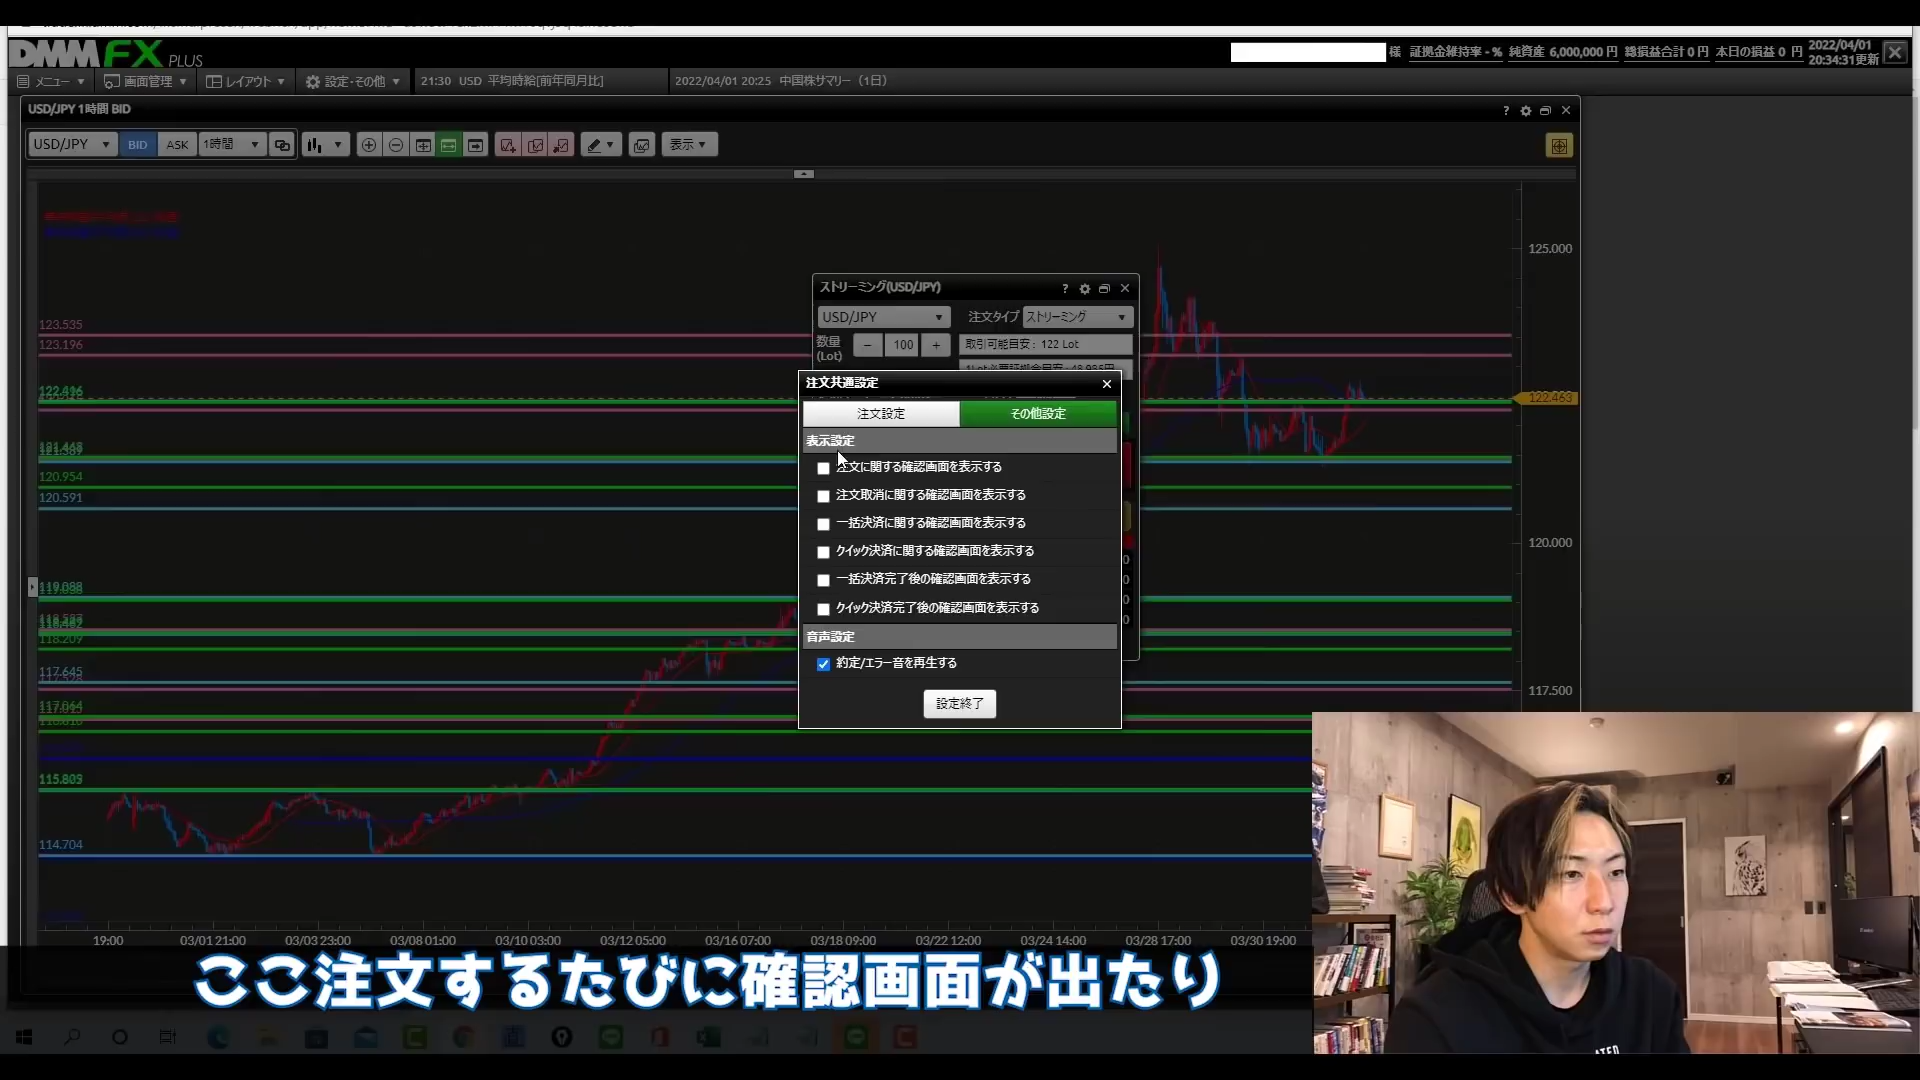 DMM FX PLUS
様 証拠金維持率 - % 純資産 6,000,000 円 総損益合計 0 円 本日の損益 0 円 2022/04/01 20:34:31更新
メニュー 画面管理 レイアウト 設定・その他 21:30 USD 平均時給[前年同月比] 2022/04/01 20:25 中国株サマリー（1日）
USD/JPY 1時間 BID
USD/JPY BID ASK 1時間 表示
125.000
ストリーミング(USD/JPY)
USD/JPY 注文タイプ ストリーミング
数量(Lot) − 100 + 取引可能目安 : 122 Lot
123.535
123.196
122.463
注文共通設定
注文設定 その他設定
表示設定
注文に関する確認画面を表示する
注文取消に関する確認画面を表示する
一括決済に関する確認画面を表示する
クイック決済に関する確認画面を表示する
一括決済完了後の確認画面を表示する
クイック決済完了後の確認画面を表示する
音声設定
約定/エラー音を再生する
設定終了
120.954
120.591
120.000
118.209
117.645
117.500
115.803
114.704
19:00 03/01 21:00 03/03 23:00 03/08 01:00 03/10 03:00 03/12 05:00 03/16 07:00 03/18 09:00 03/22 12:00 03/24 14:00 03/28 17:00 03/30 19:00
ここ注文するたびに確認画面が出たり